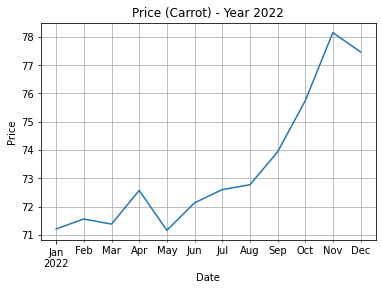 Price (Carrot) - Year 2022
Price
78
77
76
75
74
73
72
71
Jan Feb Mar Apr May Jun Jul Aug Sep Oct Nov Dec
2022
Date